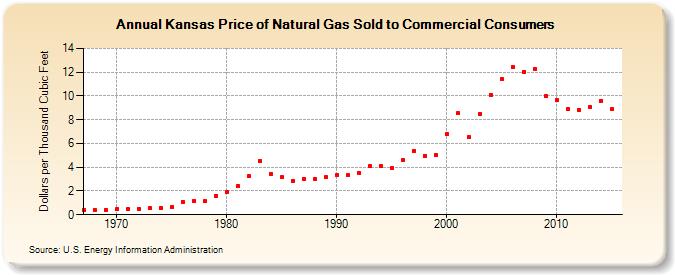 Annual Kansas Price of Natural Gas Sold to Commercial Consumers
Dollars per Thousand Cubic Feet
14
12
10
8
6
4
2
0
1970 1980 1990 2000 2010
Source: U.S. Energy Information Administration